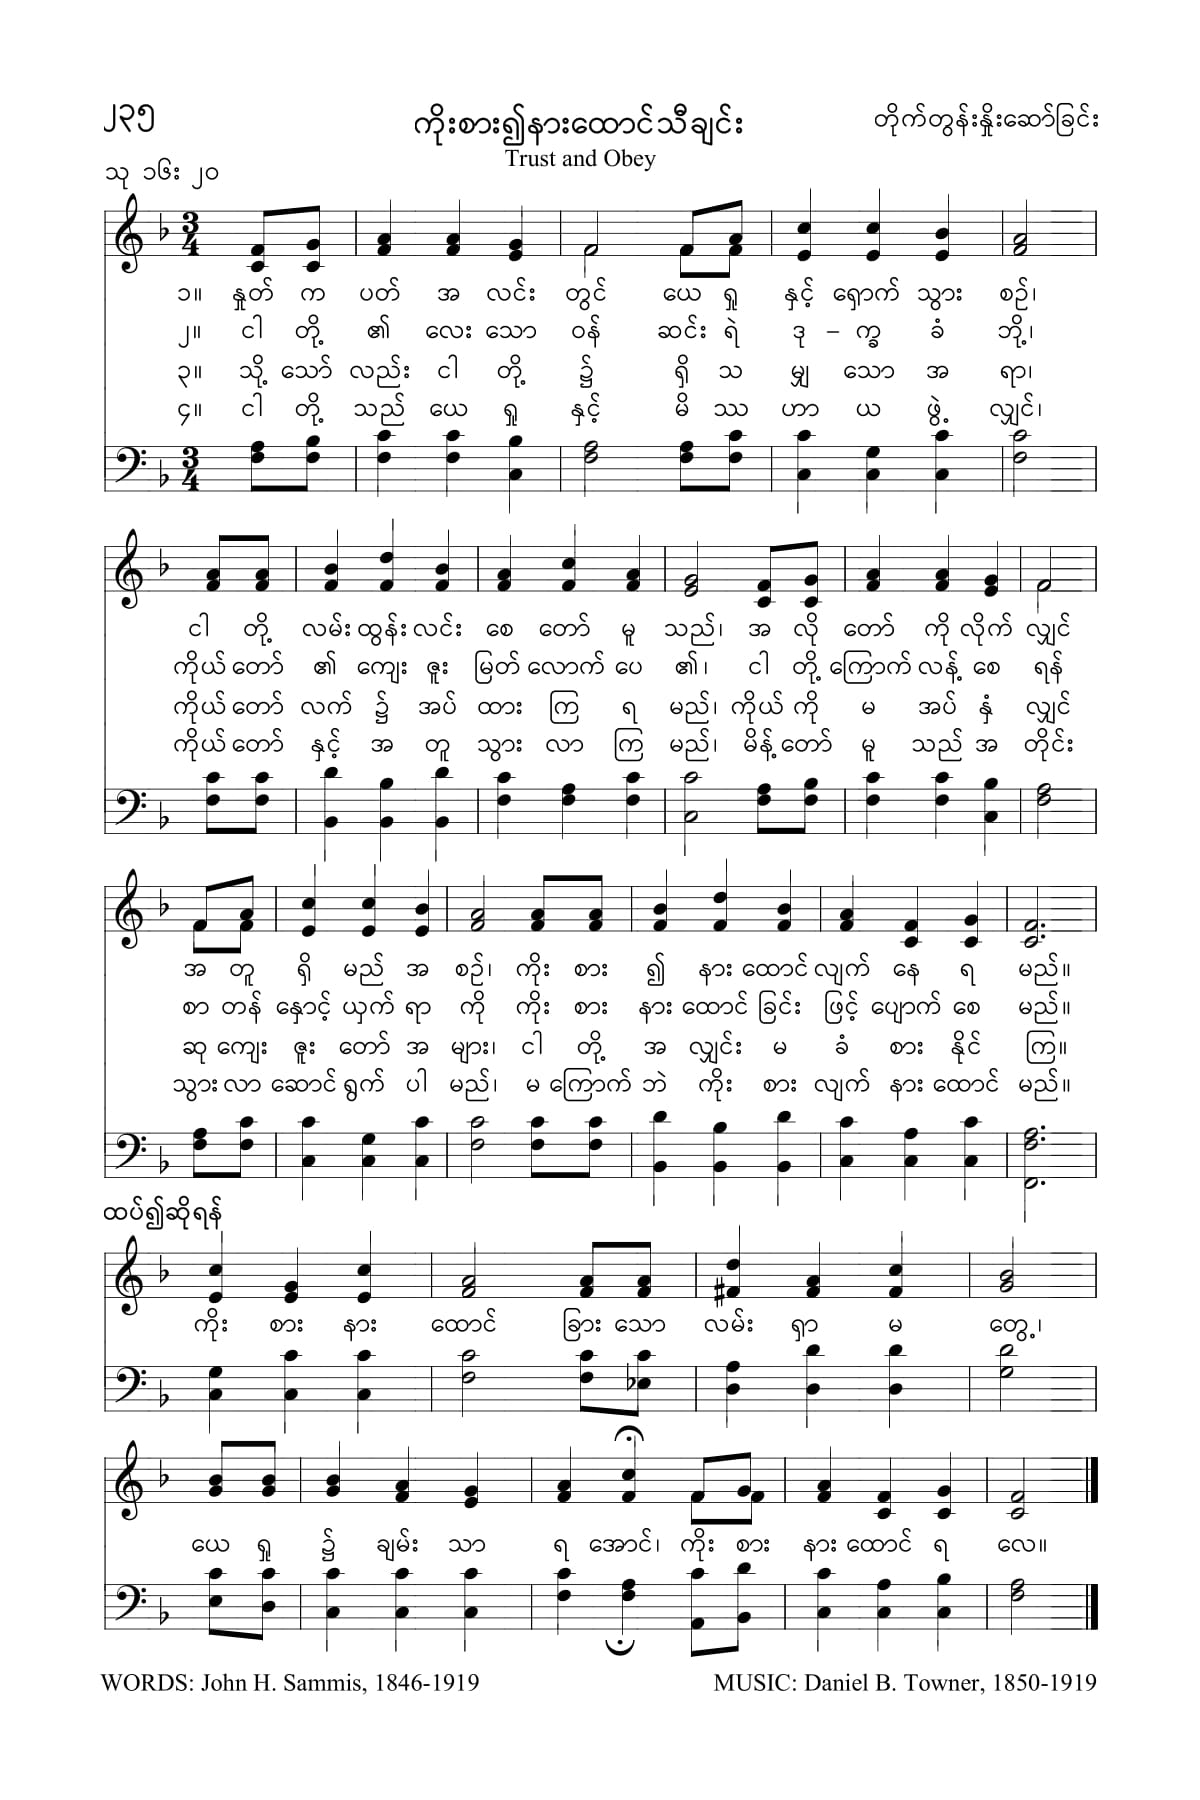 ၂၃၅
ကိုးစား၍နားထောင်သီချင်း
တိုက်တွန်းနှိုးဆော်ခြင်း
Trust and Obey
သု ၁၆း ၂၀
3 4
၁။ နှုတ် က ပတ် အ လင်း တွင် ယေ ရှု နှင့် ရှောက် သွား စဉ်၊
၂။ ငါ တို့ ၏ လေး သော ဝန် ဆင်း ရဲ ဒု – က္ခ ခံ ဘို့၊
၃။ သို့ သော် လည်း ငါ တို့ ၌ ရှိ သ မျှ သော အ ရာ၊
၄။ ငါ တို့ သည် ယေ ရှု နှင့် မိ ဿ ဟာ ယ ဖွဲ့ လျှင်၊
3 4
ငါ တို့ လမ်း ထွန်း လင်း စေ တော် မူ သည်၊ အ လို တော် ကို လိုက် လျှင်
ကိုယ် တော် ၏ ကျေး ဇူး မြတ် လောက် ပေ ၏၊ ငါ တို့ ကြောက် လန့် စေ ရန်
ကိုယ် တော် လက် ၌ အပ် ထား ကြ ရ မည်၊ ကိုယ် ကို မ အပ် နှံ လျှင်
ကိုယ် တော် နှင့် အ တူ သွား လာ ကြ မည်၊ မိန့် တော် မူ သည် အ တိုင်း
အ တူ ရှိ မည် အ စဉ်၊ ကိုး စား ၍ နား ထောင် လျက် နေ ရ မည်။
စာ တန် နှောင့် ယှက် ရာ ကို ကိုး စား နား ထောင် ခြင်း ဖြင့် ပျောက် စေ မည်။
ဆု ကျေး ဇူး တော် အ များ၊ ငါ တို့ အ လျှင်း မ ခံ စား နိုင် ကြ။
သွား လာ ဆောင် ရွက် ပါ မည်၊ မ ကြောက် ဘဲ ကိုး စား လျက် နား ထောင် မည်။
ထပ်၍ဆိုရန်
ကိုး စား နား ထောင် ခြား သော လမ်း ရှာ မ တွေ့၊
ယေ ရှု ၌ ချမ်း သာ ရ အောင်၊ ကိုး စား နား ထောင် ရ လေ။
WORDS: John H. Sammis, 1846-1919
MUSIC: Daniel B. Towner, 1850-1919